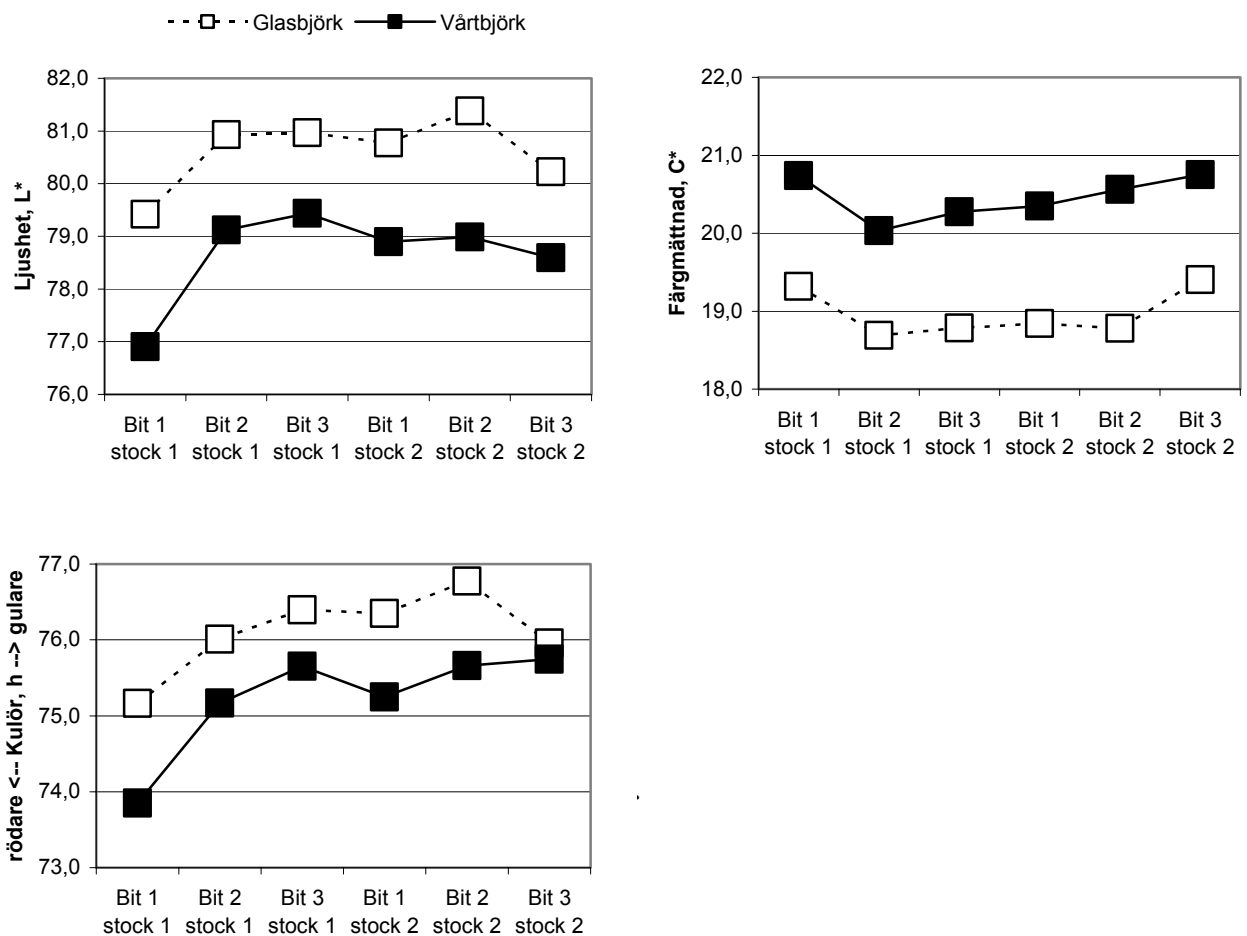 Glasbjörk Vårtbjörk
Ljushet, L*
82,0
81,0
80,0
79,0
78,0
77,0
76,0
Bit 1 Bit 2 Bit 3 Bit 1 Bit 2 Bit 3
stock 1 stock 1 stock 1 stock 2 stock 2 stock 2
Färgmättnad, C*
22,0
21,0
20,0
19,0
18,0
Bit 1 Bit 2 Bit 3 Bit 1 Bit 2 Bit 3
stock 1 stock 1 stock 1 stock 2 stock 2 stock 2
rödare <-- Kulör, h --> gulare
77,0
76,0
75,0
74,0
73,0
Bit 1 Bit 2 Bit 3 Bit 1 Bit 2 Bit 3
stock 1 stock 1 stock 1 stock 2 stock 2 stock 2